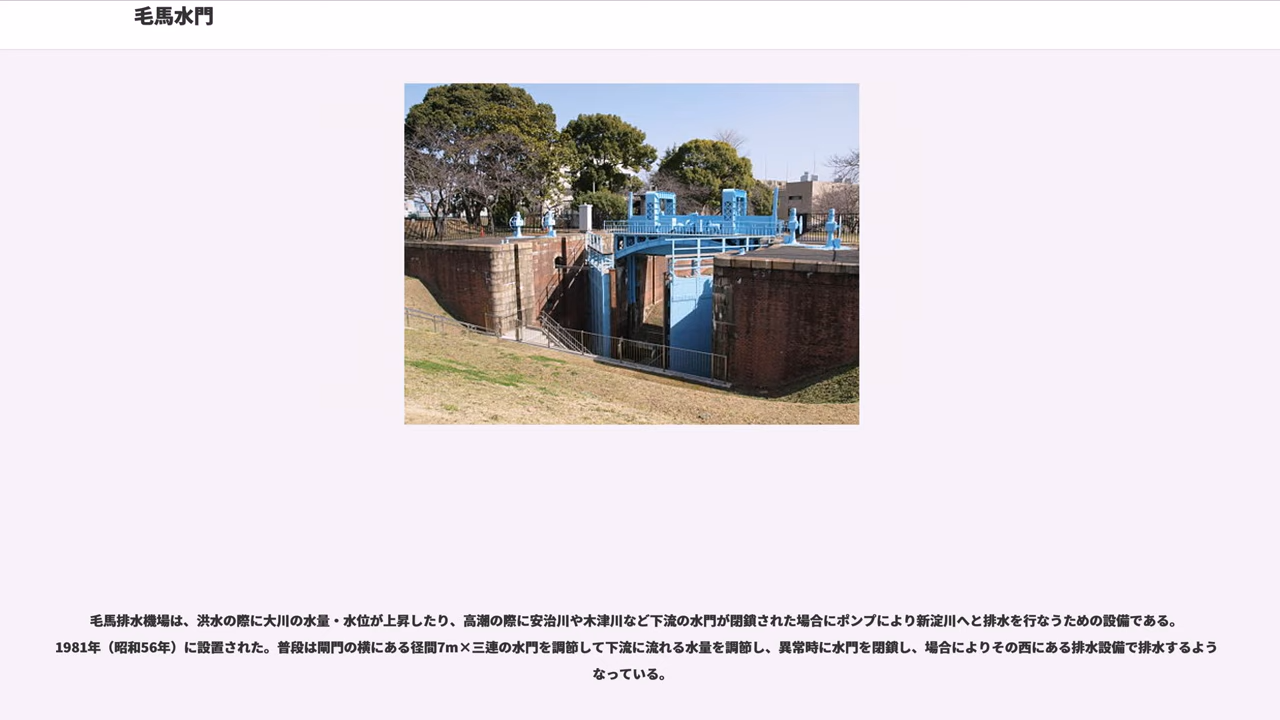 毛馬水門
毛馬排水機場は、洪水の際に大川の水量・水位が上昇したり、高潮の際に安治川や木津川など下流の水門が閉鎖された場合にポンプにより新淀川へと排水を行なうための設備である。
1981年（昭和56年）に設置された。普段は閘門の横にある径間7m×三連の水門を調節して下流に流れる水量を調節し、異常時に水門を閉鎖し、場合によりその西にある排水設備で排水するよう
なっている。